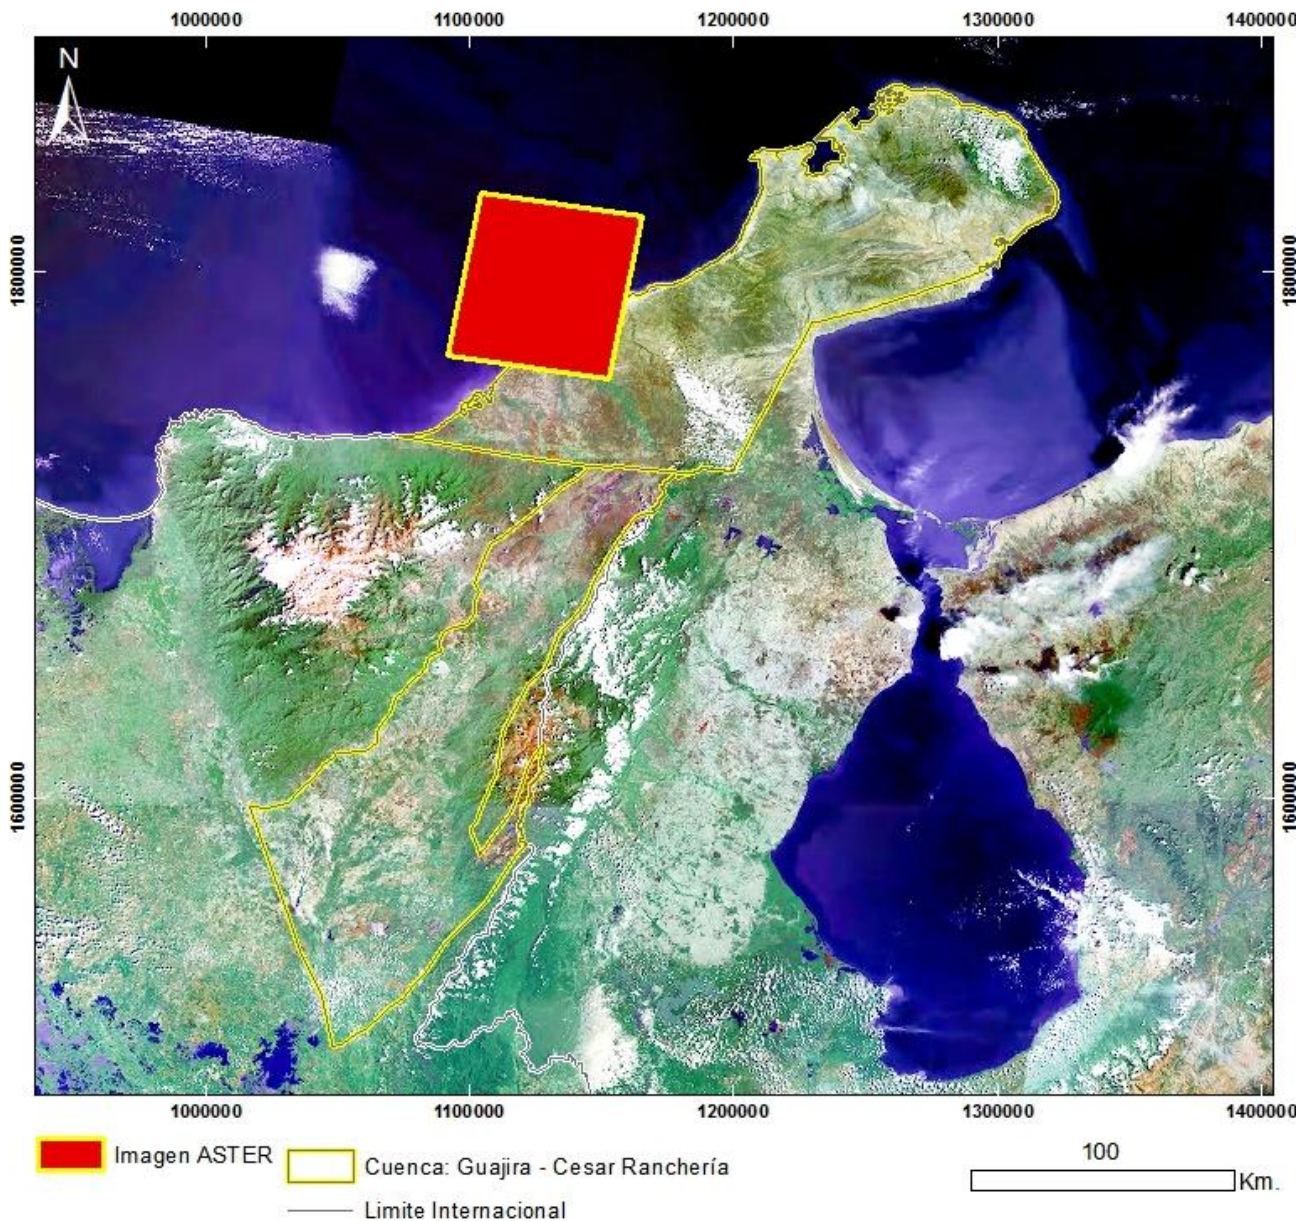 1000000 1100000 1200000 1300000 1400000
N
1800000 1800000
1600000 1600000
1000000 1100000 1200000 1300000 1400000
Imagen ASTER
Cuenca: Guajira - Cesar Ranchería
Limite Internacional
100
Km.